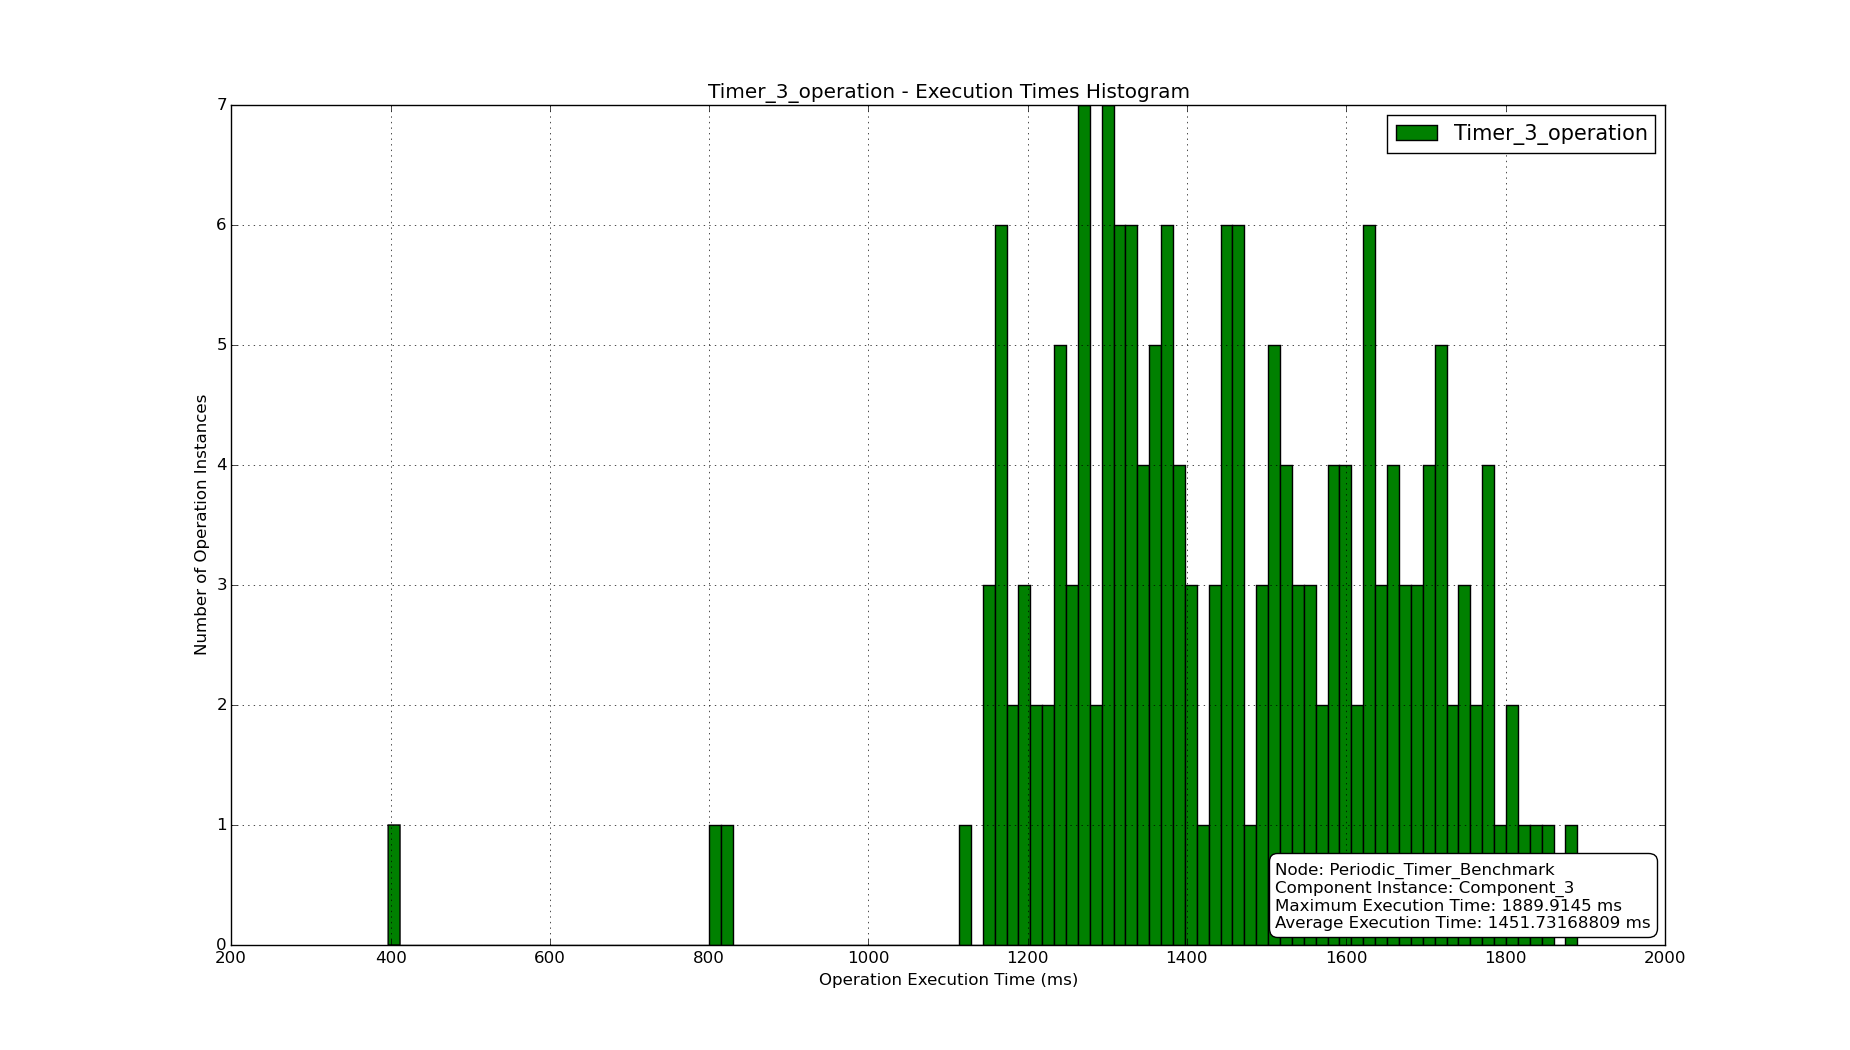 Timer_3_operation - Execution Times Histogram
Timer_3_operation
7
6
5
4
3
2
1
0
Number of Operation Instances
200 400 600 800 1000 1200 1400 1600 1800 2000
Operation Execution Time (ms)
Node: Periodic_Timer_Benchmark
Component Instance: Component_3
Maximum Execution Time: 1889.9145 ms
Average Execution Time: 1451.73168809 ms